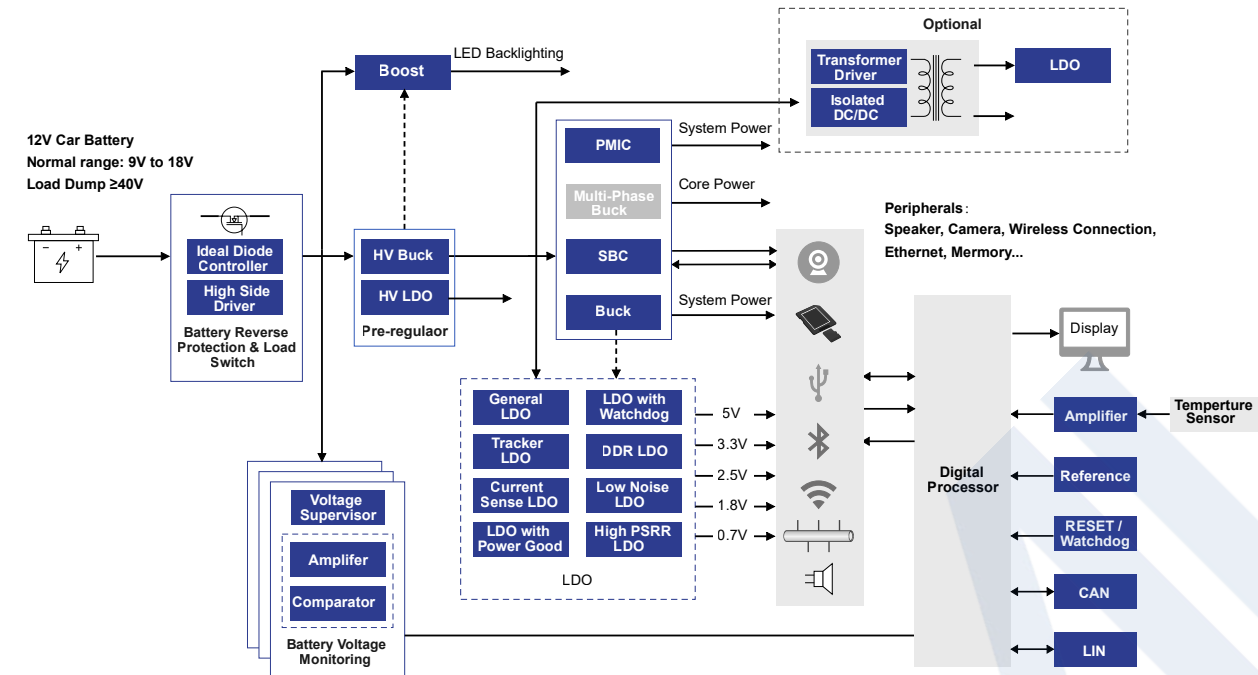 Optional
Transformer
Driver
Isolated
DC/DC
LDO
LED Backlighting
Boost
12V Car Battery
Normal range: 9V to 18V
Load Dump ≥40V
- +
Ideal Diode
Controller
High Side
Driver
Battery Reverse
Protection & Load
Switch
HV Buck
HV LDO
Pre-regulaor
PMIC
Multi-Phase
Buck
SBC
Buck
System Power
Core Power
System Power
Peripherals:
Speaker, Camera, Wireless Connection,
Ethernet, Mermory...
General
LDO
LDO with
Watchdog
Tracker
LDO
DDR LDO
Current
Sense LDO
Low Noise
LDO
LDO with
Power Good
High PSRR
LDO
LDO
5V
3.3V
2.5V
1.8V
0.7V
Voltage
Supervisor
Amplifer
Comparator
Battery Voltage
Monitoring
Digital
Processor
Display
Amplifier
Temperture
Sensor
Reference
RESET /
Watchdog
CAN
LIN